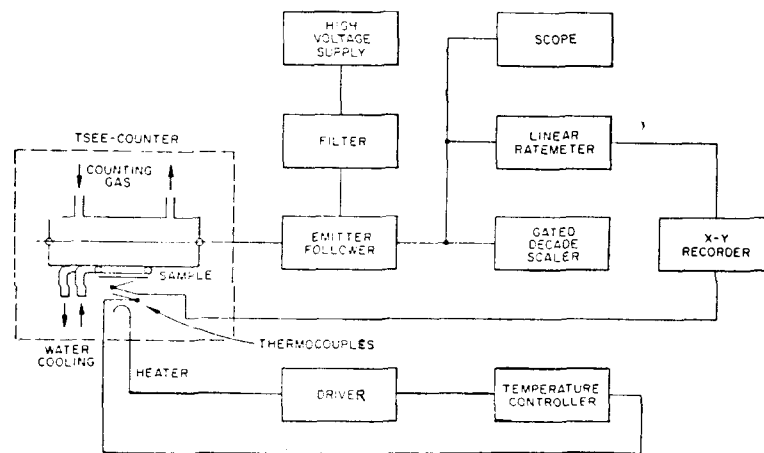 HIGH
VOLTAGE
SUPPLY
SCOPE
FILTER
LINEAR
RATEMETER
TSEE-COUNTER
COUNTING
GAS
EMITTER
FOLLOWER
GATED
DECADE
SCALER
X-Y
RECORDER
SAMPLE
WATER
COOLING
THERMOCOUPLES
HEATER
DRIVER
TEMPERATURE
CONTROLLER